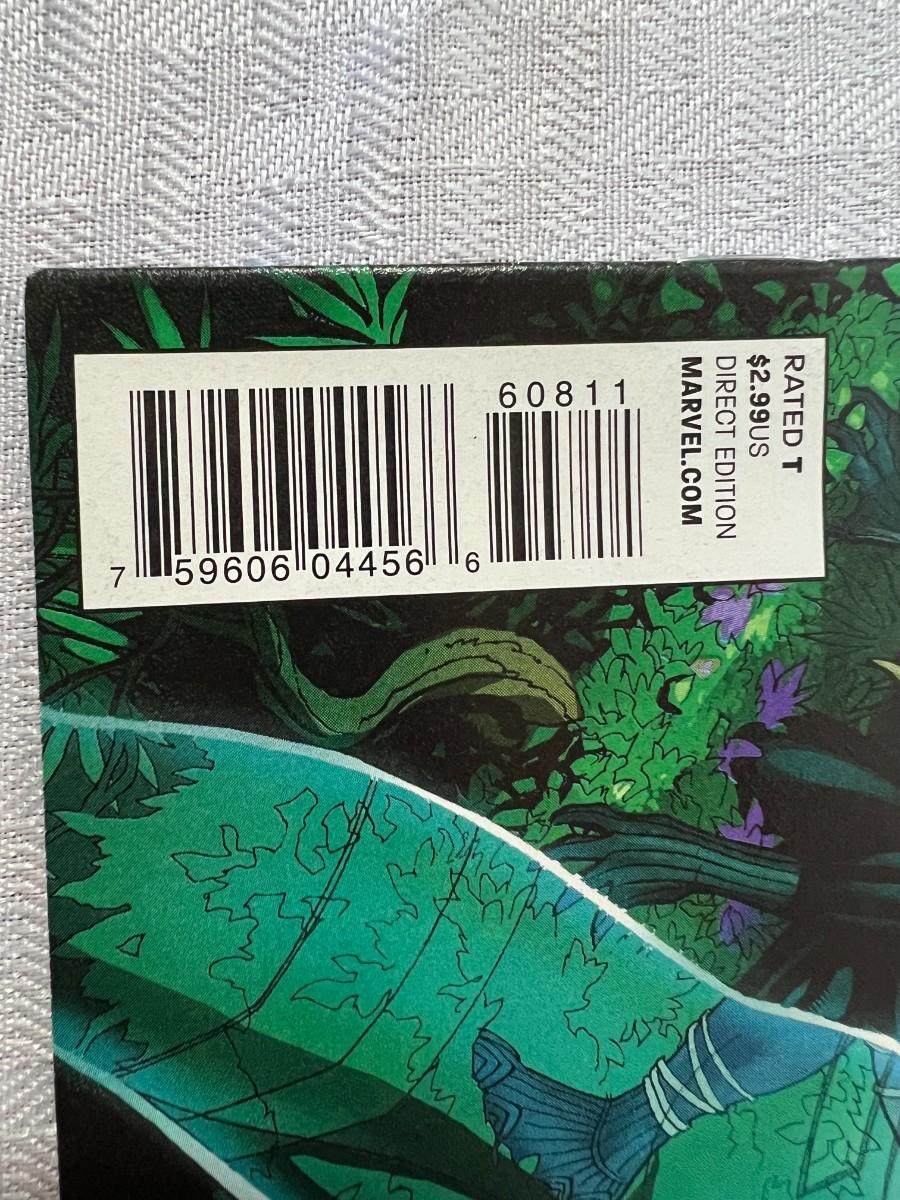 60811
7 59606 04456 6
RATED T
$2.99US
DIRECT EDITION
MARVEL.COM